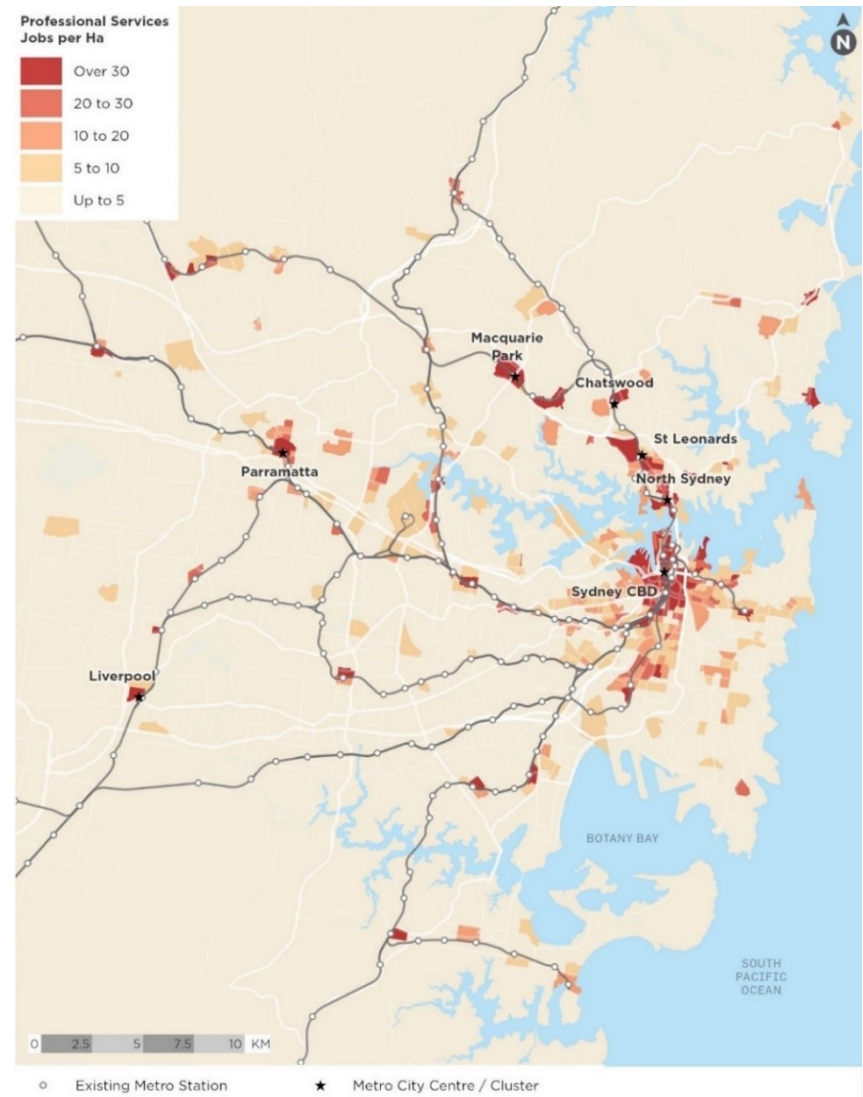 Professional Services
Jobs per Ha
Over 30
20 to 30
10 to 20
5 to 10
Up to 5
N
Macquarie
Park
Chatswood
St Leonards
North Sydney
Parramatta
Sydney CBD
Liverpool
BOTANY BAY
SOUTH
PACIFIC
OCEAN
0 2.5 5 7.5 10 KM
Existing Metro Station
Metro City Centre / Cluster